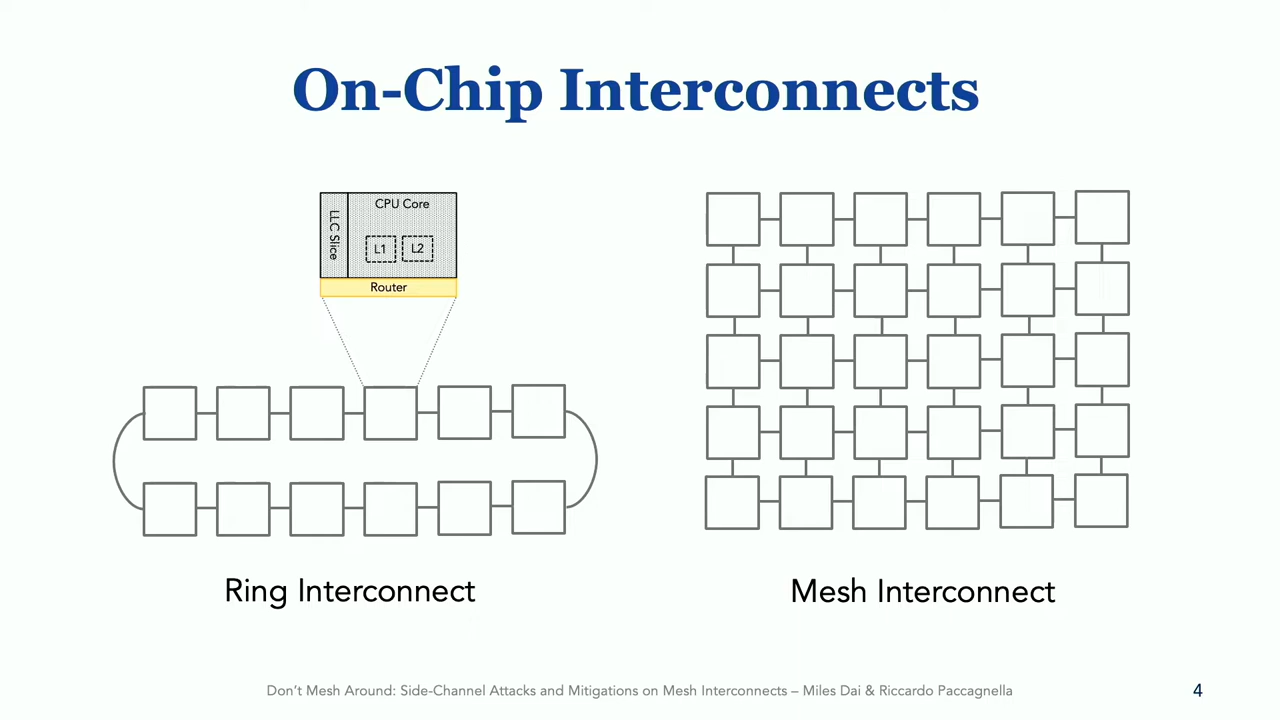 On-Chip Interconnects
LLC Slice
CPU Core
L1
L2
Router
Ring Interconnect
Mesh Interconnect
Don't Mesh Around: Side-Channel Attacks and Mitigations on Mesh Interconnects – Miles Dai & Riccardo Paccagnella
4